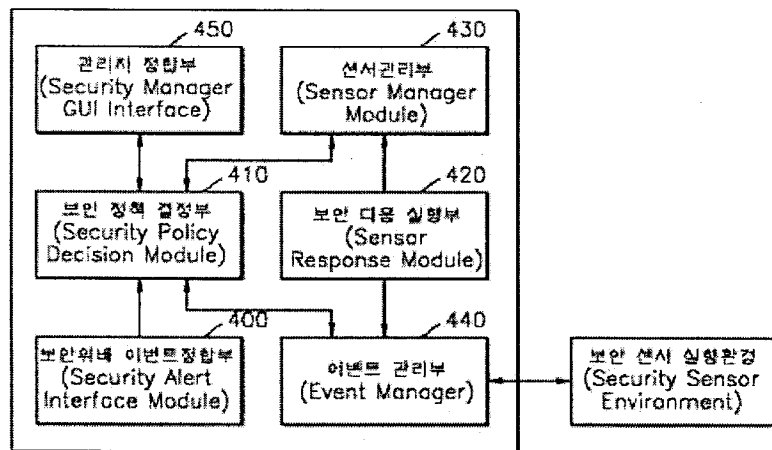 450
관리자 정합부
(Security Manager
GUI Interface)
430
센서관리부
(Sensor Manager
Module)
410
보안 정책 결정부
(Security Policy
Decision Module)
420
보안 대응 실행부
(Sensor
Response Module)
400
보안위배 이벤트정합부
(Security Alert
Interface Module)
440
이벤트 관리부
(Event Manager)
보안 센서 실행환경
(Security Sensor
Environment)